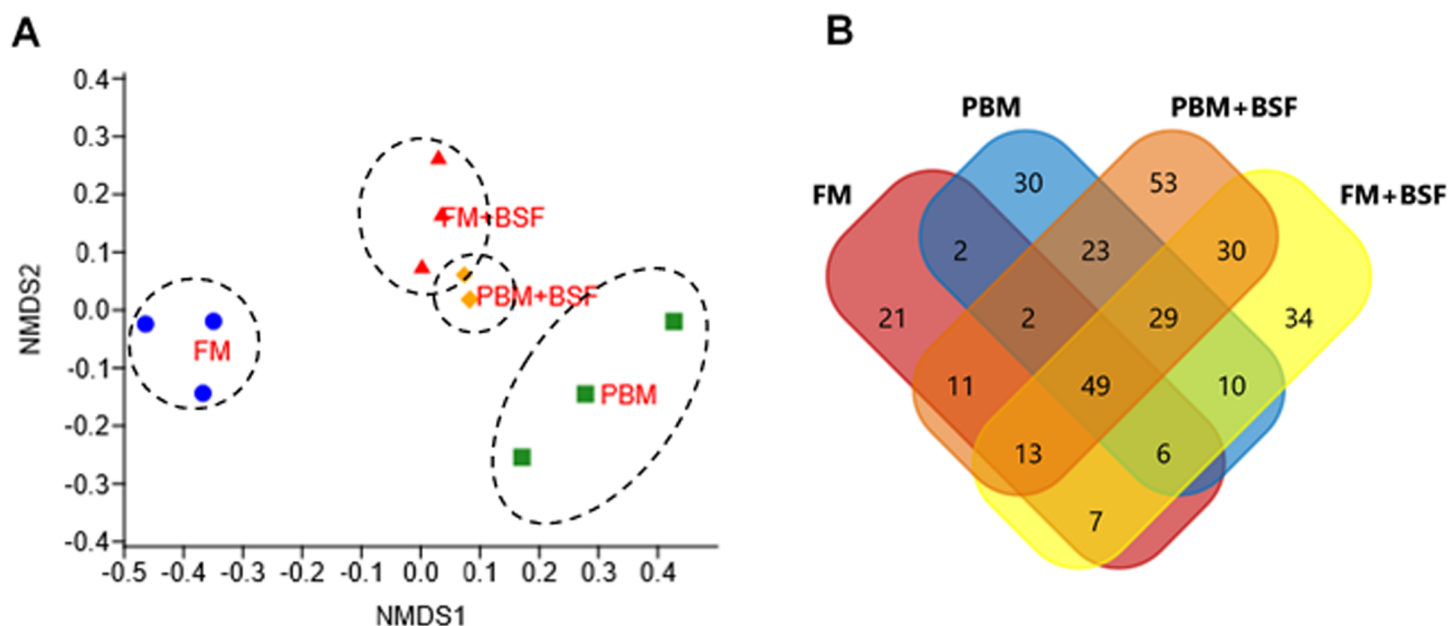 A
0.4
0.3
0.2
0.1
0.0
-0.1
-0.2
-0.3
-0.4
NMDS2
FM+BSF
PBM+BSF
FM
PBM
-0.5 -0.4 -0.3 -0.2 -0.1 0.0 0.1 0.2 0.3 0.4
NMDS1
B
PBM PBM+BSF
FM FM+BSF
30 53
2 23 30
21 2 29 34
11 49 10
13 6
7